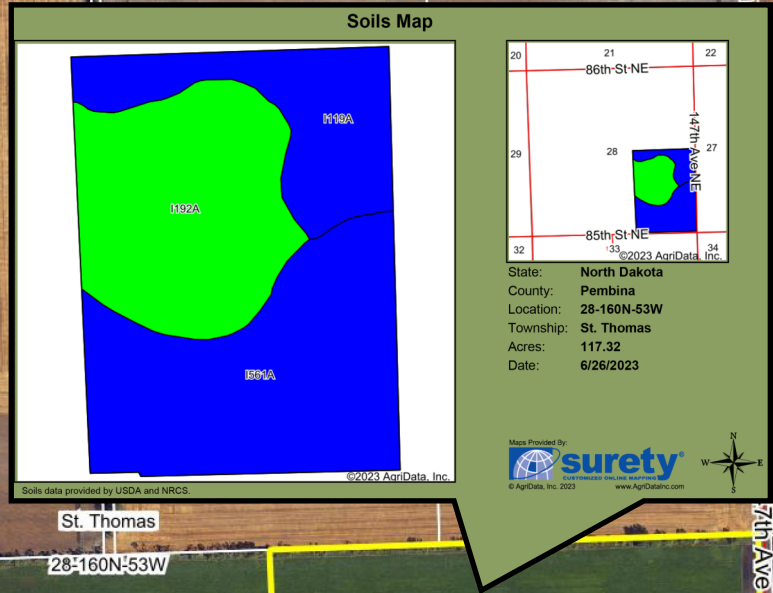 Soils Map
I119A
I192A
I561A
©2023 AgriData, Inc.
Soils data provided by USDA and NRCS.
20
21
22
86th St NE
147th Ave NE
29
28
27
85th St NE
32
33
34
©2023 AgriData, Inc.
State: North Dakota
County: Pembina
Location: 28-160N-53W
Township: St. Thomas
Acres: 117.32
Date: 6/26/2023
Maps Provided By:
surety®
CUSTOMIZED ONLINE MAPPING
© AgriData, Inc. 2023 www.AgriDataInc.com
N
W E
S
St. Thomas
28-160N-53W
7th Ave